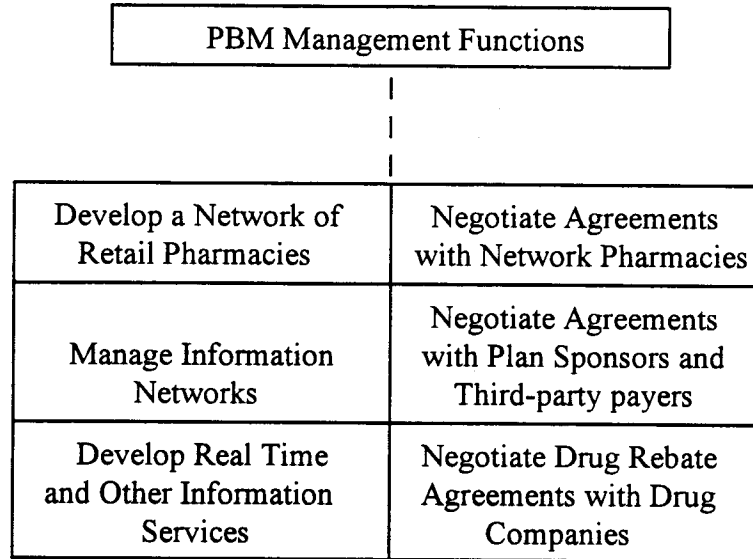 PBM Management Functions
Develop a Network of
Retail Pharmacies
Negotiate Agreements
with Network Pharmacies
Manage Information
Networks
Negotiate Agreements
with Plan Sponsors and
Third-party payers
Develop Real Time
and Other Information
Services
Negotiate Drug Rebate
Agreements with Drug
Companies